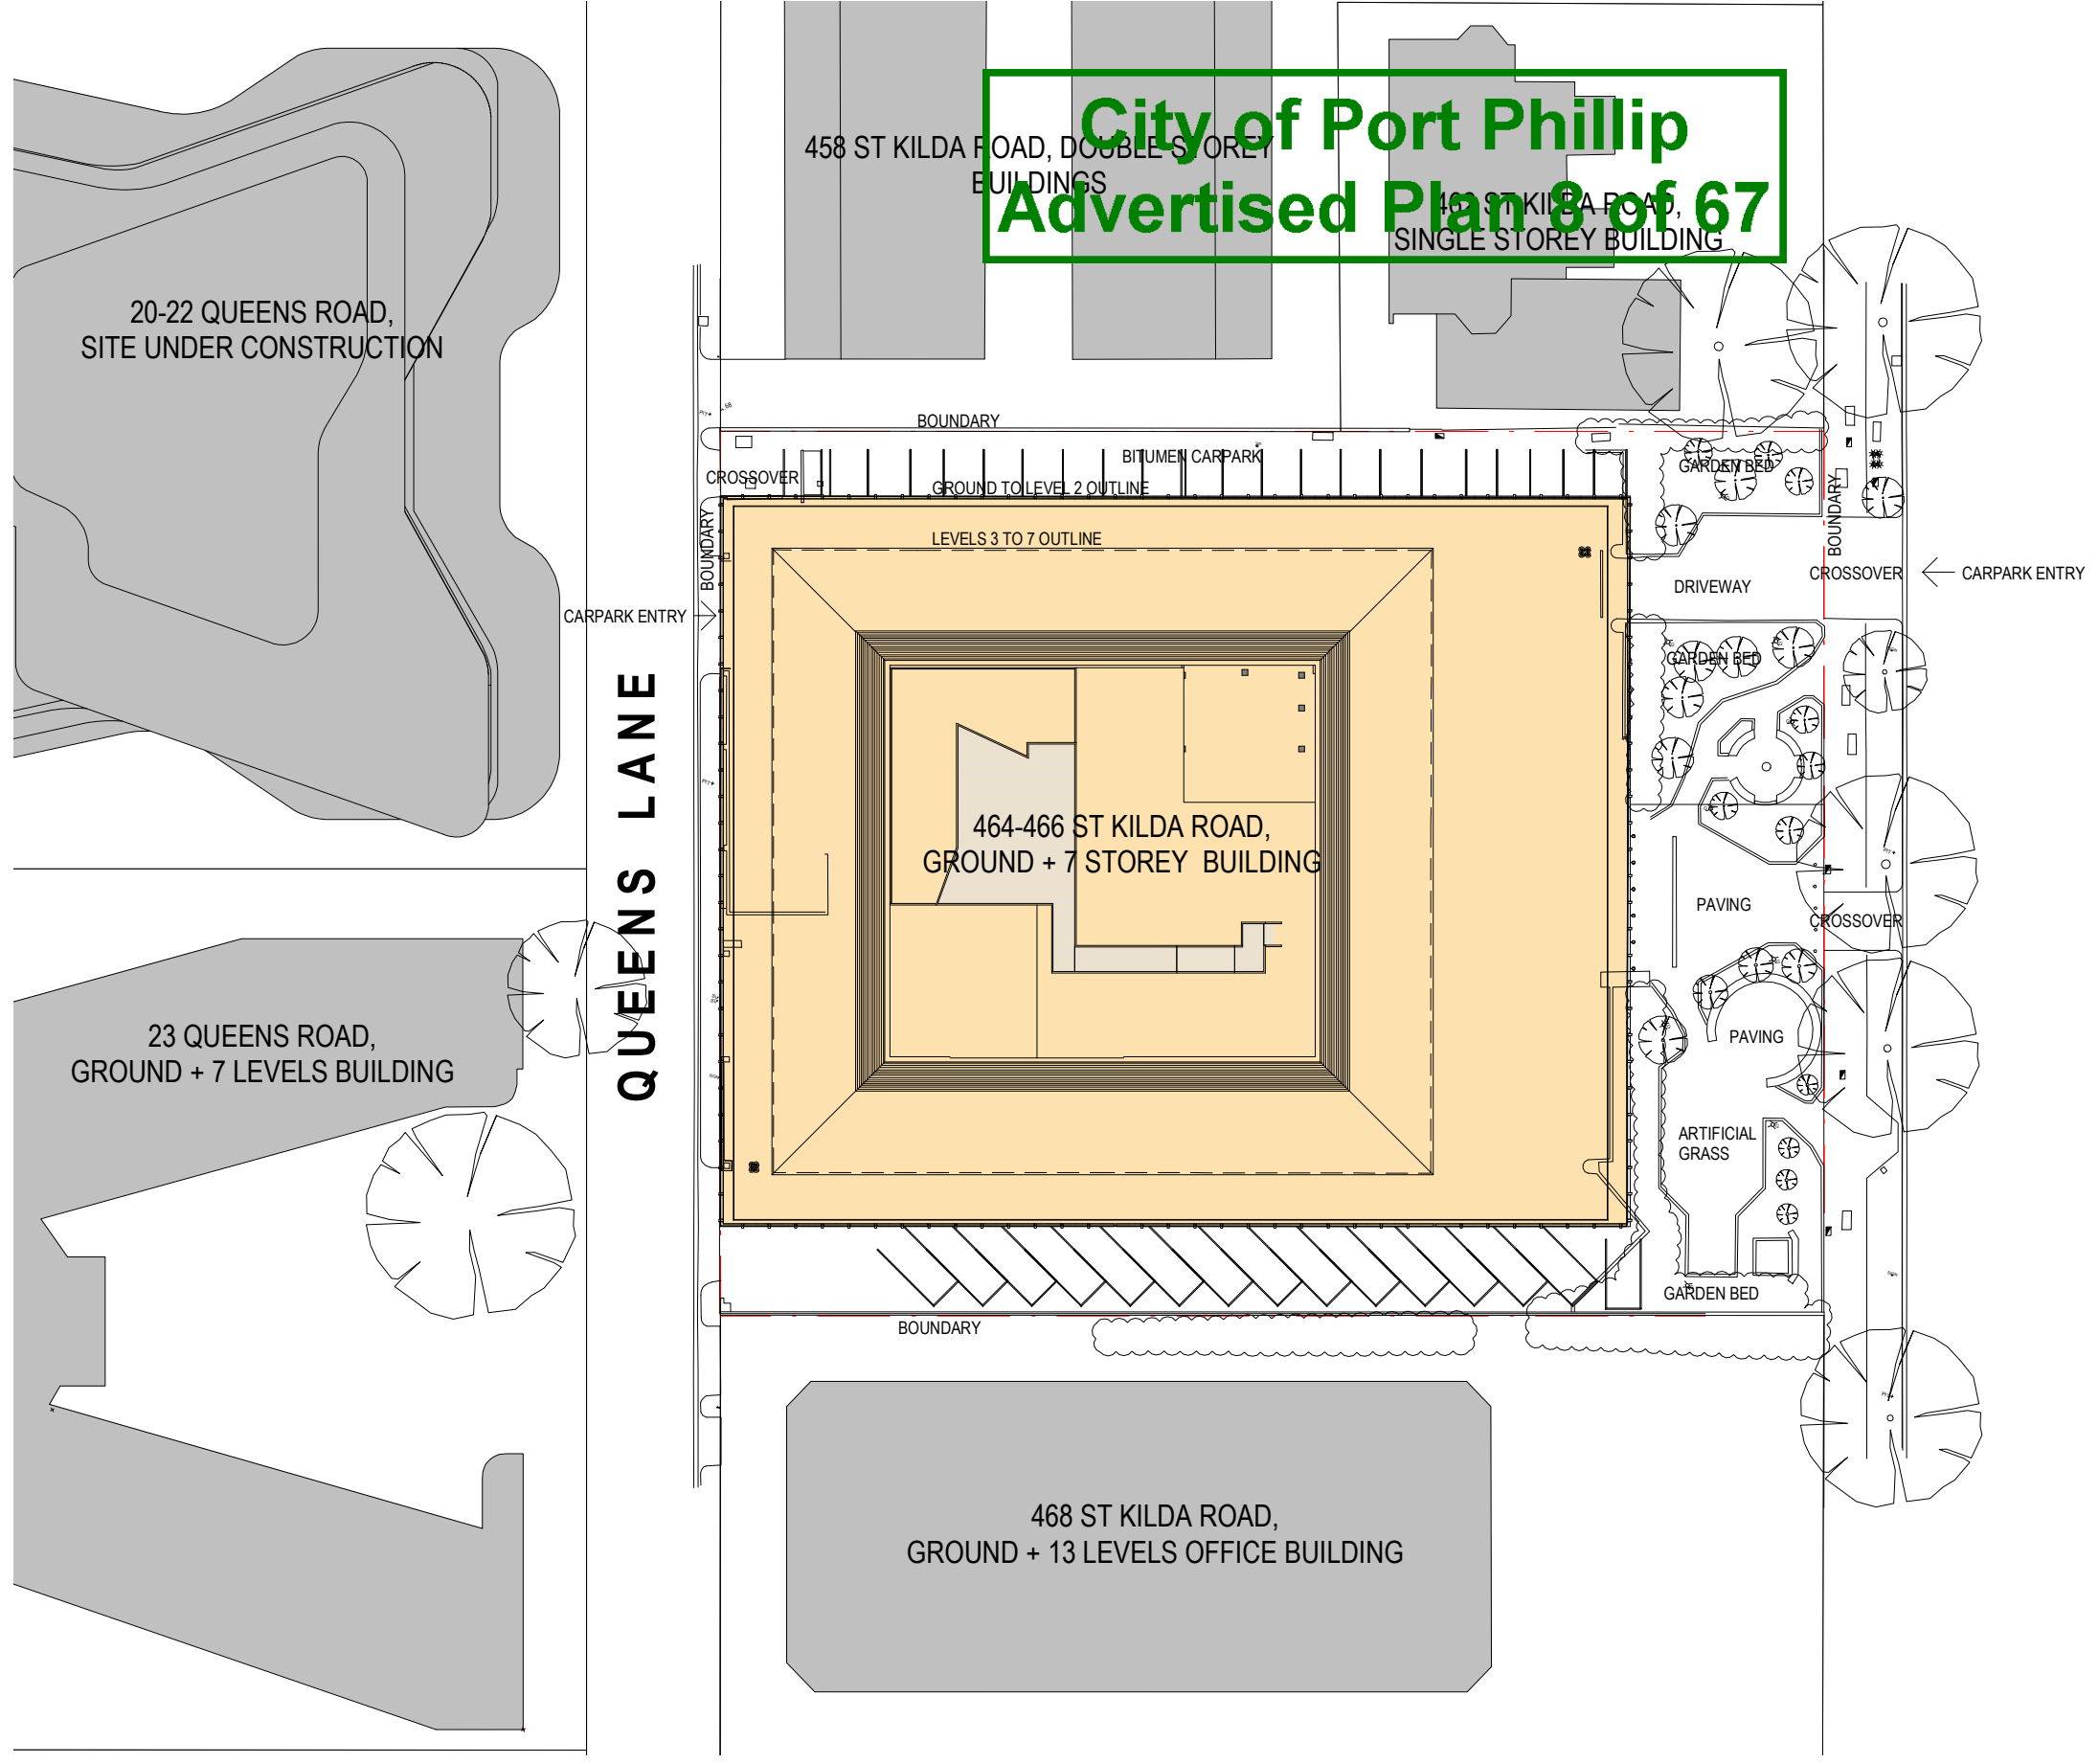 City of Port Phillip
Advertised Plan 8 of 67
458 ST KILDA ROAD, DOUBLE STOREY
BUILDINGS
462 ST KILDA ROAD,
SINGLE STOREY BUILDING
20-22 QUEENS ROAD,
SITE UNDER CONSTRUCTION
BOUNDARY
BITUMEN CARPARK
CROSSOVER
GROUND TO LEVEL 2 OUTLINE
GARDEN BED
BOUNDARY
BOUNDARY
LEVELS 3 TO 7 OUTLINE
DRIVEWAY
CROSSOVER
CARPARK ENTRY
CARPARK ENTRY
GARDEN BED
QUEENS LANE
464-466 ST KILDA ROAD,
GROUND + 7 STOREY BUILDING
PAVING
CROSSOVER
23 QUEENS ROAD,
GROUND + 7 LEVELS BUILDING
PAVING
ARTIFICIAL
GRASS
GARDEN BED
BOUNDARY
468 ST KILDA ROAD,
GROUND + 13 LEVELS OFFICE BUILDING